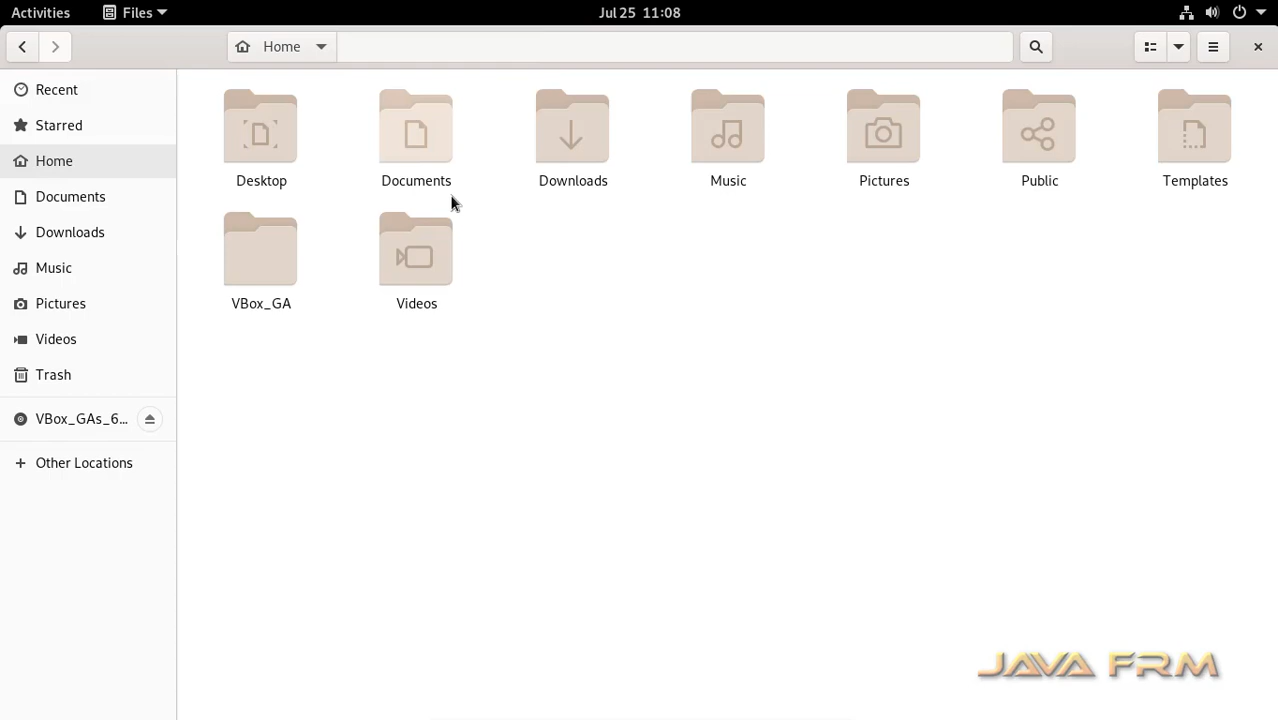 Activities Files Jul 25 11:08
Home
Recent
Starred
Home
Documents
Downloads
Music
Pictures
Videos
Trash
VBox_GAs_6...
Other Locations
Desktop Documents Downloads Music Pictures Public Templates
VBox_GA Videos
JAVA FRM